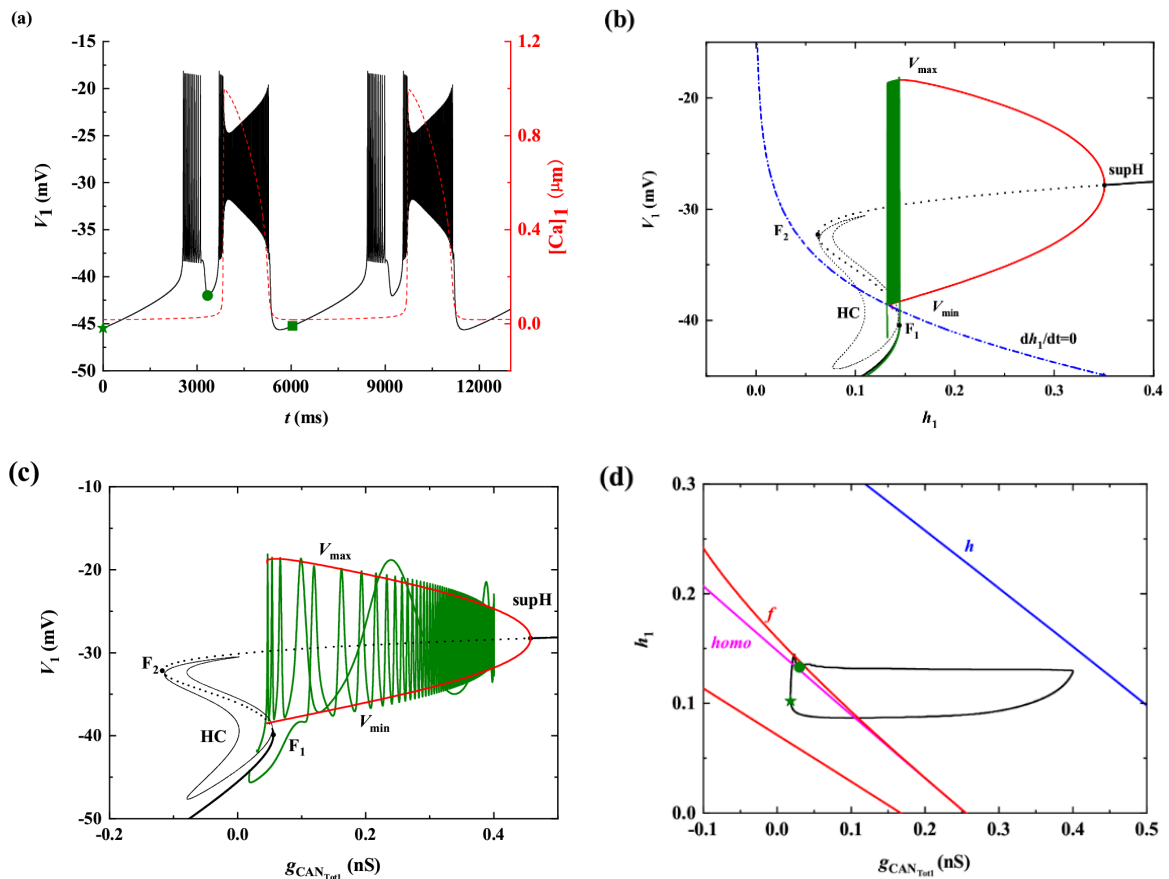 (a)
-15
-20
-25
-30
-35
-40
-45
-50
V1 (mV)
1.2
0.8
0.4
0.0
[Ca]1 (μm)
0 3000 6000 9000 12000
t (ms)
(b)
-20
-30
-40
V1 (mV)
Vmax
supH
F2
HC
Vmin
F1
dh1/dt=0
0.0 0.1 0.2 0.3 0.4
h1
(c)
-10
-20
-30
-40
-50
V1 (mV)
Vmax
supH
F2
HC
Vmin
F1
-0.2 0.0 0.2 0.4
gCANTot1 (nS)
(d)
0.3
0.2
0.1
0.0
h1
h
f
homo
-0.1 0.0 0.1 0.2 0.3 0.4 0.5
gCANTot1 (nS)